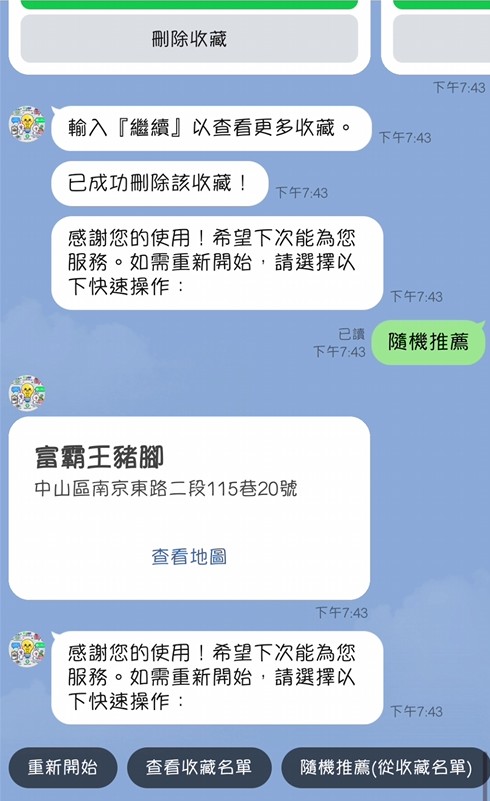 刪除收藏
下午7:43
輸入『繼續』以查看更多收藏。
下午7:43
已成功刪除該收藏！
下午7:43
感謝您的使用！希望下次能為您
服務。如需重新開始，請選擇以
下快速操作：
下午7:43
已讀
下午7:43
隨機推薦
富霸王豬腳
中山區南京東路二段115巷20號
查看地圖
下午7:43
感謝您的使用！希望下次能為您
服務。如需重新開始，請選擇以
下快速操作：
下午7:43
重新開始
查看收藏名單
隨機推薦(從收藏名單)